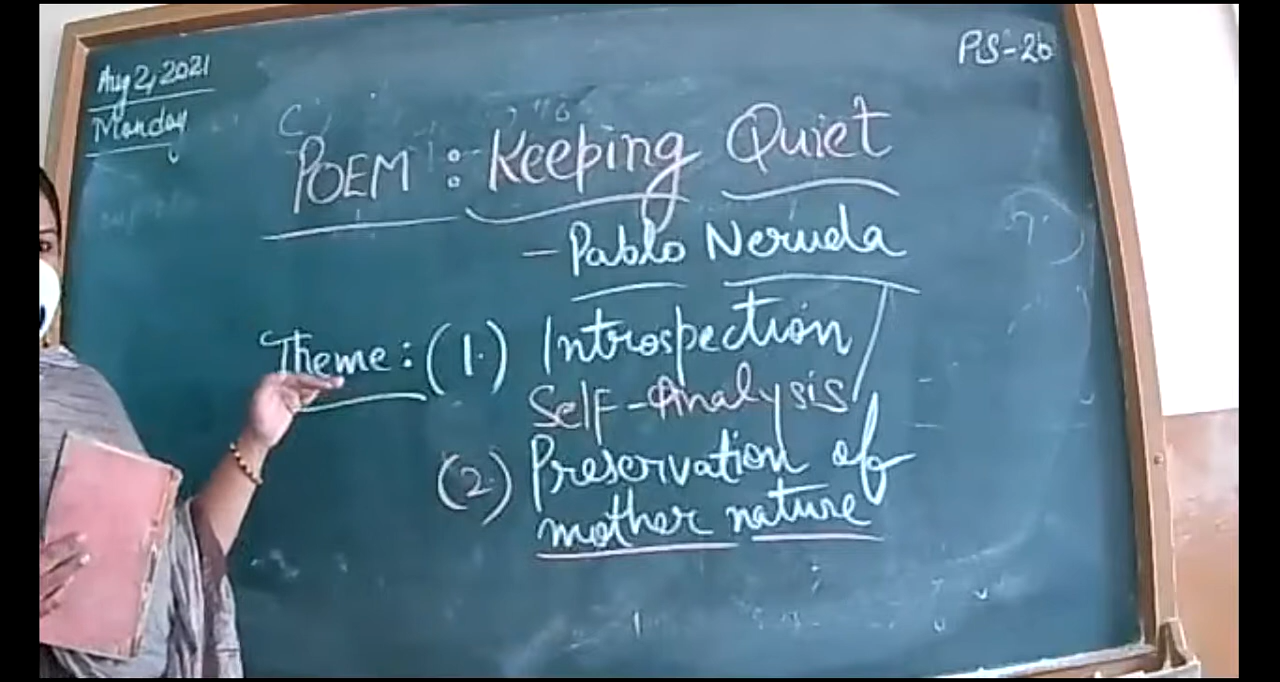 Aug 2, 2021
Monday
PS-26
POEM : Keeping Quiet
- Pablo Neruda
Theme : (1.) Introspection /
Self-Analysis
(2.) Preservation of
mother nature